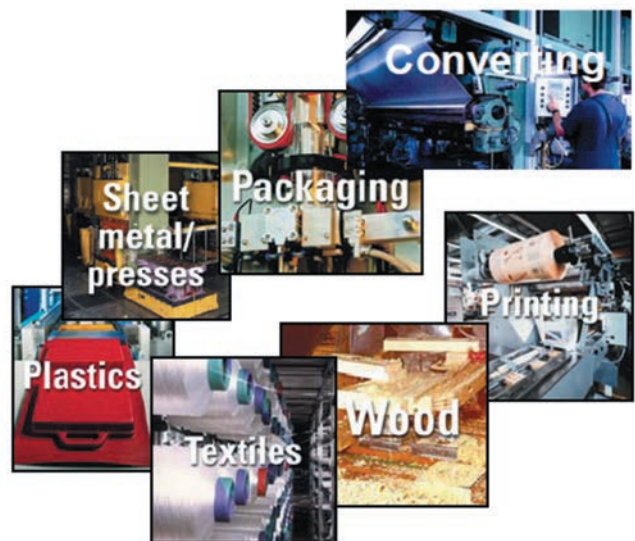 Converting
Packaging
Sheet
metal/
presses
Printing
Plastics
Wood
Textiles